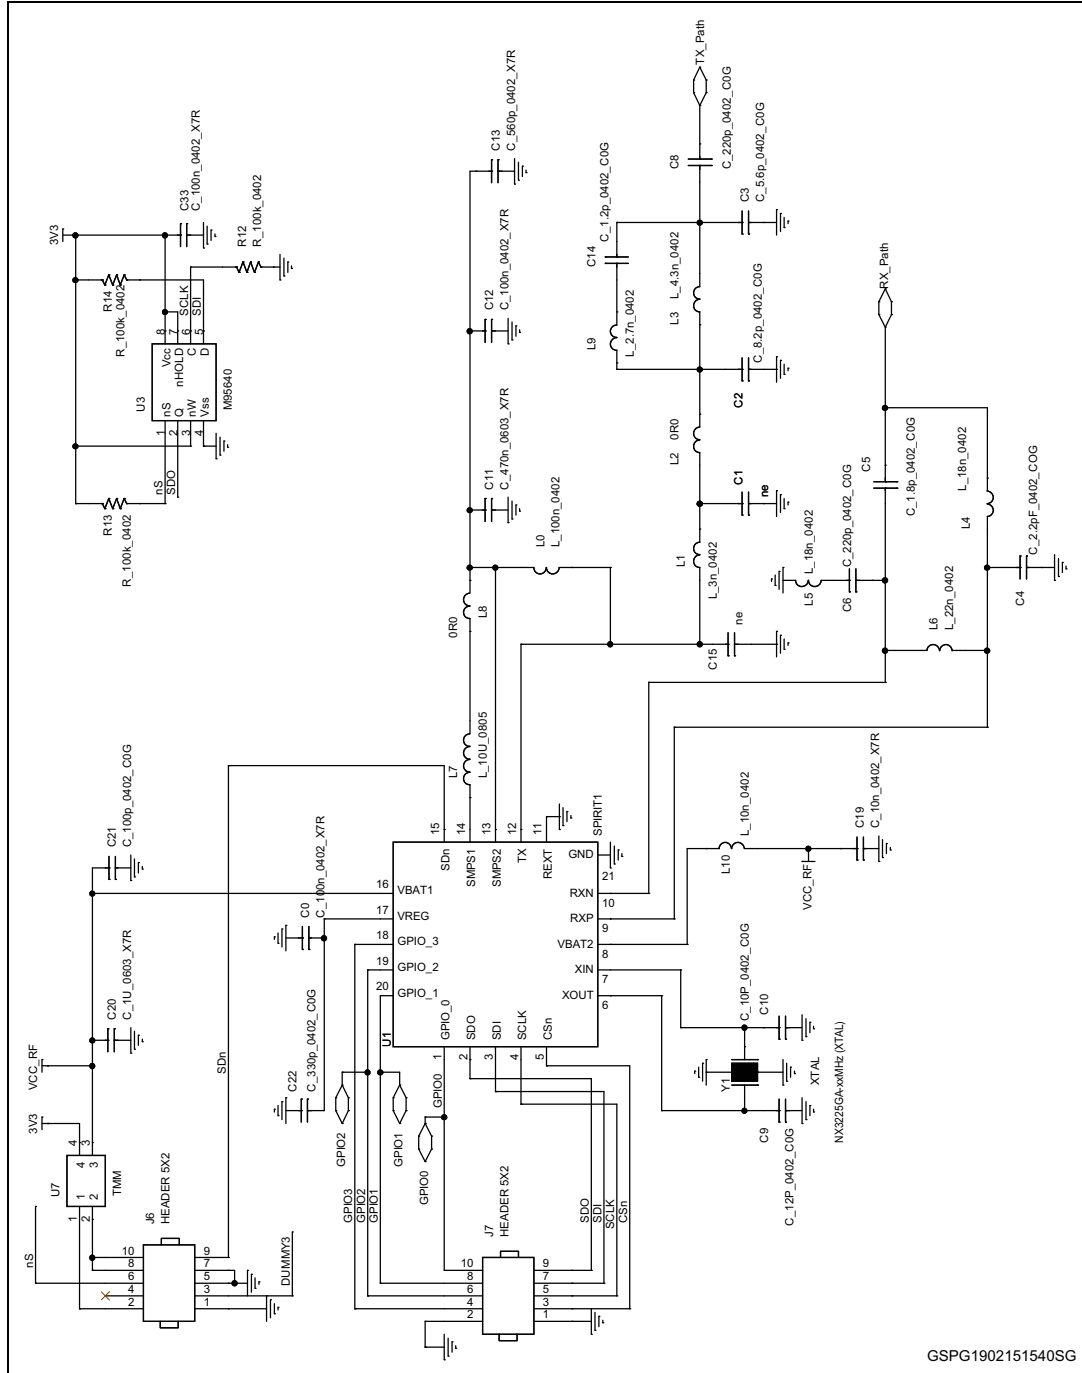 TX_Path
C_220p_0402_C0G
C8
C13
C_560p_0402_X7R
C_1.2p_0402_C0G
C14
C3
C_5.6p_0402_C0G
3V3
C33
C_100n_0402_X7R
R12
R_100k_0402
R14
R_100k_0402
SCLK
SDI
8
7
6
5
Vcc
nHOLD
C
D
U3
M95640
nS
Q
nW
Vss
1
2
3
4
nS
SDO
R13
R_100k_0402
C12
C_100n_0402_X7R
L9
L_2.7n_0402
L3
L_4.3n_0402
C2
C_8.2p_0402_C0G
RX_Path
C11
C_470n_0603_X7R
L0
L_100n_0402
L2
0R0
C1
ne
L1
L_3n_0402
C15
ne
L8
0R0
L7
L_10U_0805
C5
C_1.8p_0402_C0G
L4
L_18n_0402
L5
L_18n_0402
C6
C_220p_0402_C0G
L6
L_22n_0402
C4
C_2.2pF_0402_COG
C21
C_100p_0402_C0G
C20
C_1U_0603_X7R
VCC_RF
3V3
U7
TMM
1
2
4
3
1
2
4
3
J6
HEADER 5X2
nS
10
8
6
4
2
9
7
5
3
1
DUMMY3
SDn
C0
C_100n_0402_X7R
C22
C_330p_0402_C0G
15
14
13
12
11
SDn
SMPS1
SMPS2
TX
REXT
SPIRIT1
GND
21
16
17
18
19
20
VBAT1
VREG
GPIO_3
GPIO_2
GPIO_1
U1
GPIO_0
SDO
SDI
SCLK
CSn
1
2
3
4
5
RXN
RXP
VBAT2
XIN
XOUT
10
9
8
7
6
L10
L_10n_0402
VCC_RF
C19
C_10n_0402_X7R
C_10P_0402_C0G
C10
Y1
XTAL
NX3225GA-xxMHz (XTAL)
C9
C_12P_0402_C0G
GPIO2
GPIO1
GPIO0
GPIO0
GPIO3
GPIO2
GPIO1
J7
HEADER 5X2
10
8
6
4
2
9
7
5
3
1
SDO
SDI
SCLK
CSn
GSPG1902151540SG